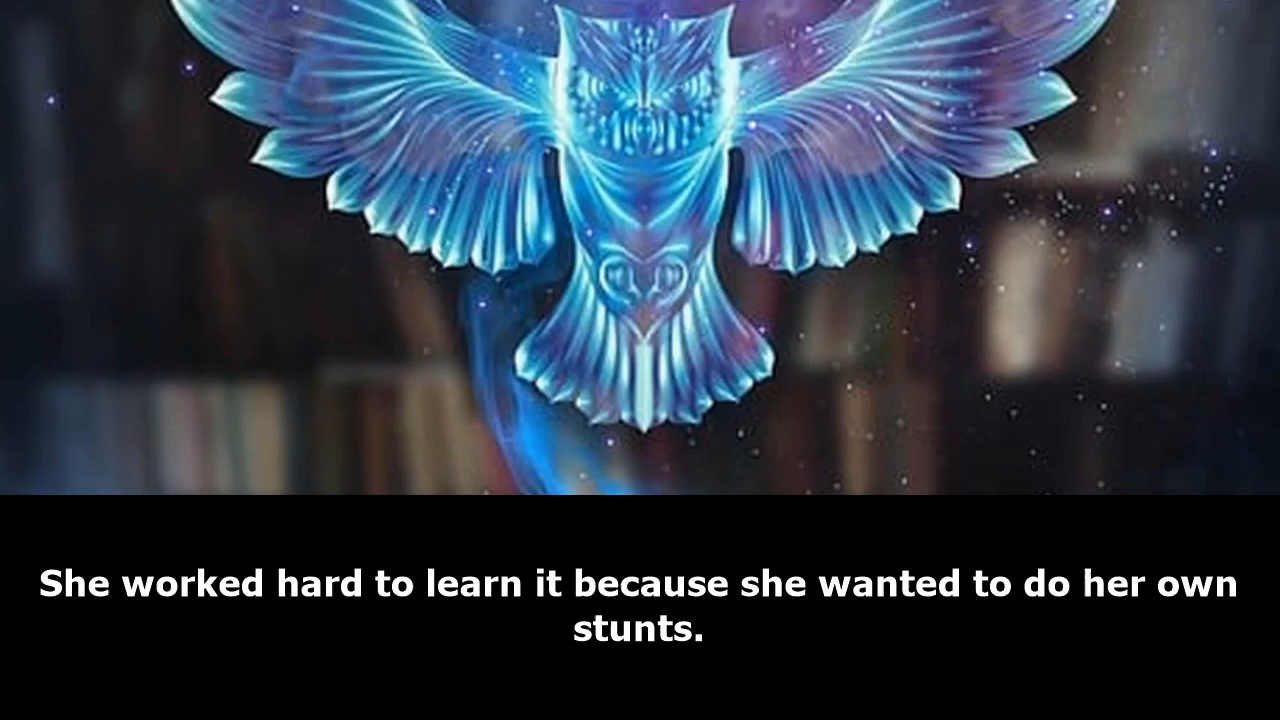 She worked hard to learn it because she wanted to do her own
stunts.